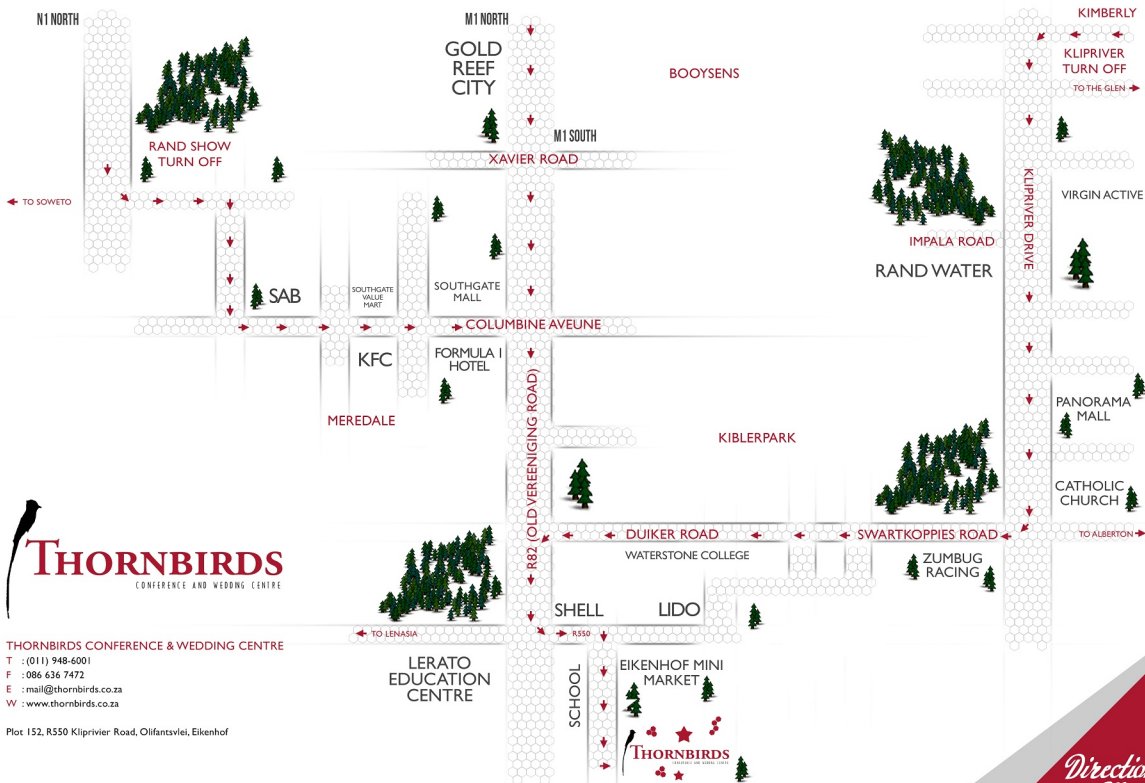 N1 NORTH
RAND SHOW
TURN OFF
TO SOWETO
M1 NORTH
GOLD
REEF
CITY
M1 SOUTH
XAVIER ROAD
BOOYSENS
KIMBERLY
KLIPRIVER
TURN OFF
TO THE GLEN
KLIPRIVER DRIVE
VIRGIN ACTIVE
IMPALA ROAD
RAND WATER
SAB
SOUTHGATE
VALUE
MART
SOUTHGATE
MALL
COLUMBINE AVEUNE
KFC
FORMULA 1
HOTEL
MEREDALE
R82 (OLD VEREENIGING ROAD)
KIBLERPARK
PANORAMA
MALL
CATHOLIC
CHURCH
DUIKER ROAD
SWARTKOPPIES ROAD
TO ALBERTON
WATERSTONE COLLEGE
ZUMBUG
RACING
SHELL
LIDO
TO LENASIA
R550
LERATO
EDUCATION
CENTRE
SCHOOL
EIKENHOF MINI
MARKET
THORNBIRDS
CONFERENCE AND WEDDING CENTRE
THORNBIRDS
CONFERENCE AND WEDDING CENTRE
THORNBIRDS CONFERENCE & WEDDING CENTRE
T : (011) 948-6001
F : 086 636 7472
E : mail@thornbirds.co.za
W : www.thornbirds.co.za
Plot 152, R550 Kliprivier Road, Olifantsvlei, Eikenhof